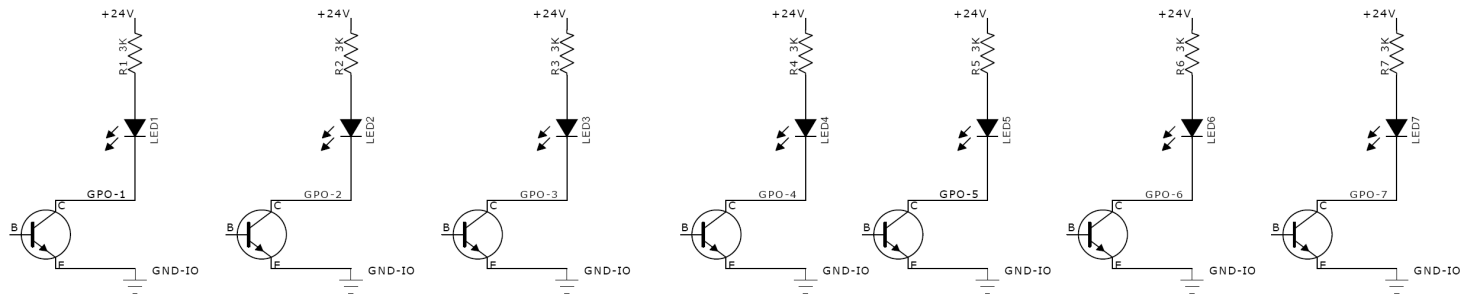 +24V
R1 3K
LED1
GPO-1
C
B
E
GND-IO
+24V
R2 3K
LED2
GPO-2
C
B
E
GND-IO
+24V
R3 3K
LED3
GPO-3
C
B
E
GND-IO
+24V
R4 3K
LED4
GPO-4
C
B
E
GND-IO
+24V
R5 3K
LED5
GPO-5
C
B
E
GND-IO
+24V
R6 3K
LED6
GPO-6
C
B
E
GND-IO
+24V
R7 3K
LED7
GPO-7
C
B
E
GND-IO